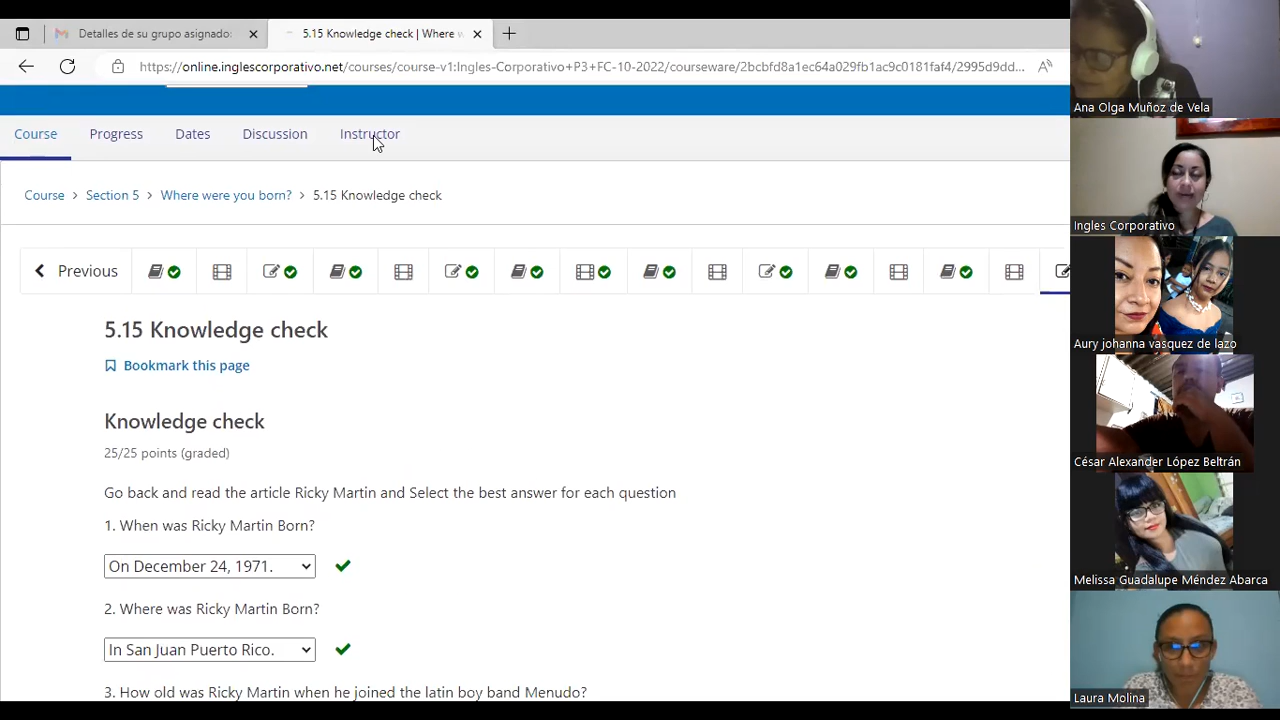 Detalles de su grupo asignado:
5.15 Knowledge check | Where w
https://online.inglescorporativo.net/courses/course-v1:Ingles-Corporativo+P3+FC-10-2022/courseware/2bcbfd8a1ec64a029fb1ac9c0181faf4/2995d9dd...
Course Progress Dates Discussion Instructor
Course > Section 5 > Where were you born? > 5.15 Knowledge check
Previous
5.15 Knowledge check
Bookmark this page
Knowledge check
25/25 points (graded)
Go back and read the article Ricky Martin and Select the best answer for each question
1. When was Ricky Martin Born?
On December 24, 1971.
2. Where was Ricky Martin Born?
In San Juan Puerto Rico.
3. How old was Ricky Martin when he joined the latin boy band Menudo?
Ana Olga Muñoz de Vela
Ingles Corporativo
Aury johanna vasquez de lazo
César Alexander López Beltrán
Melissa Guadalupe Méndez Abarca
Laura Molina